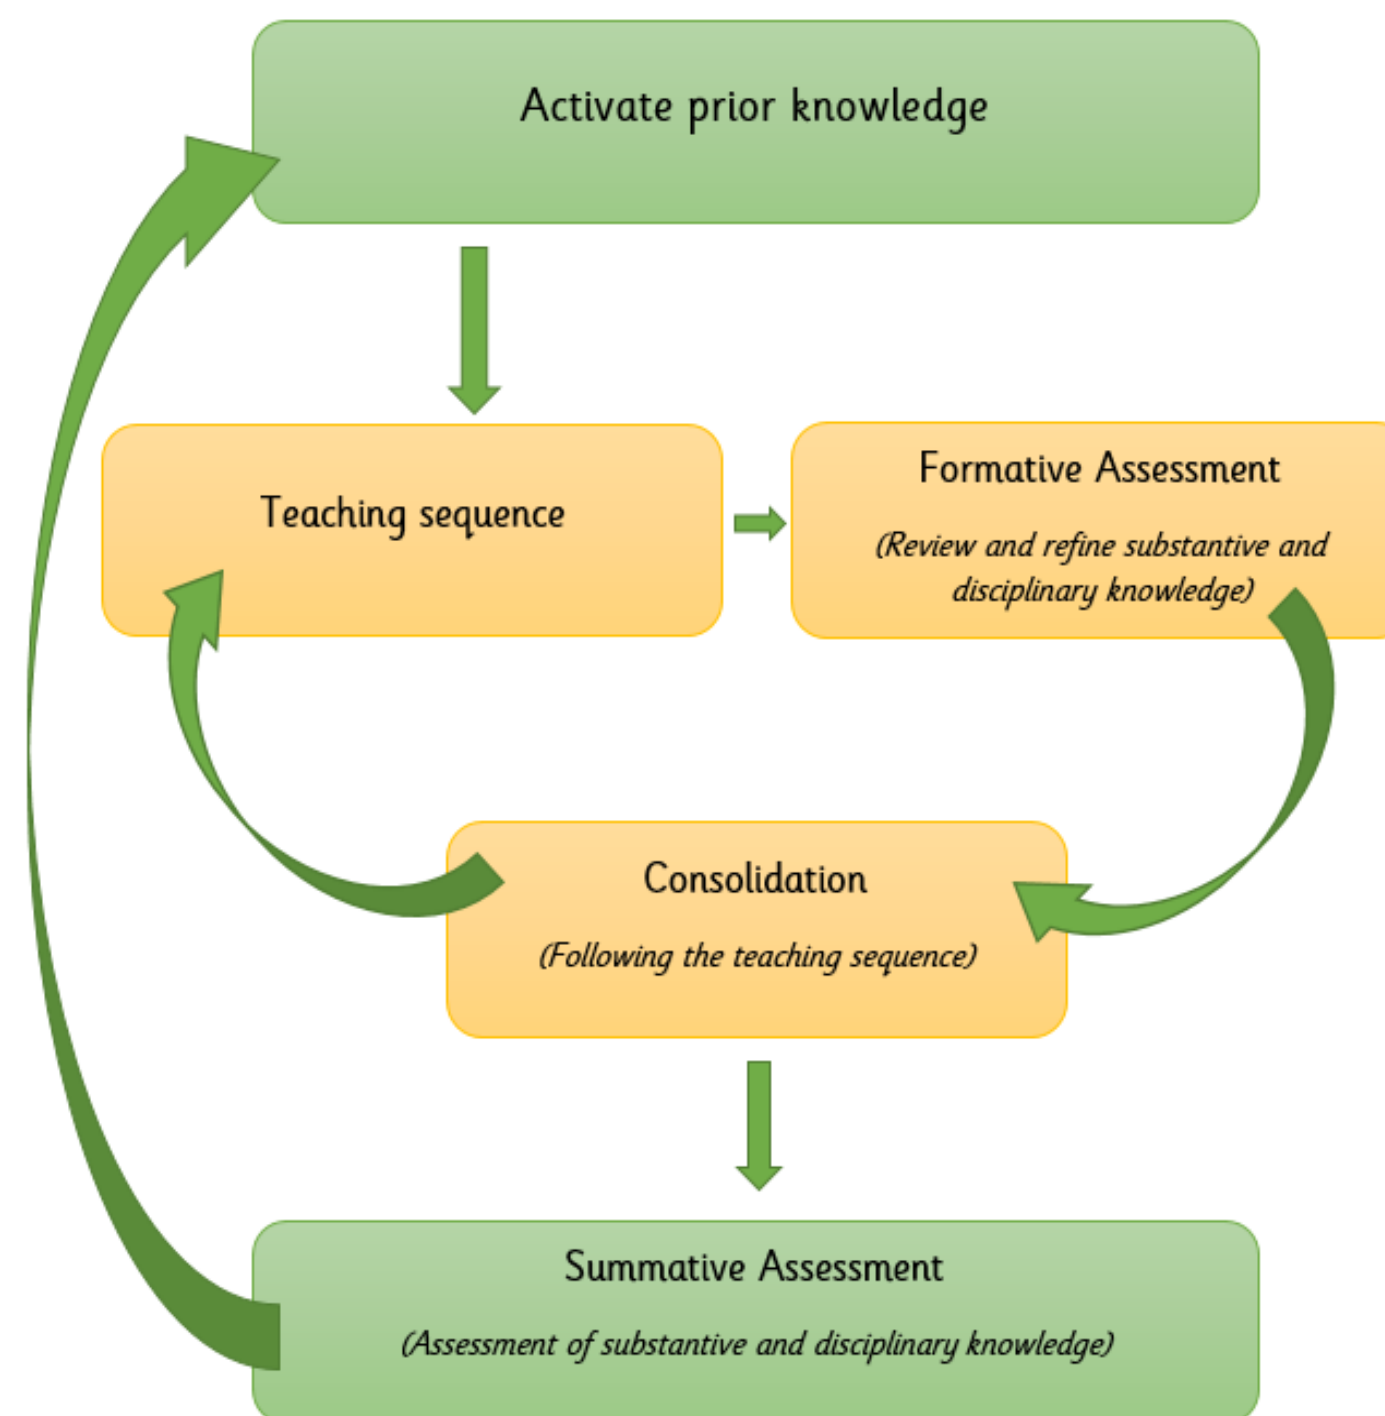 Activate prior knowledge
Teaching sequence
Formative Assessment
(Review and refine substantive and
disciplinary knowledge)
Consolidation
(Following the teaching sequence)
Summative Assessment
(Assessment of substantive and disciplinary knowledge)